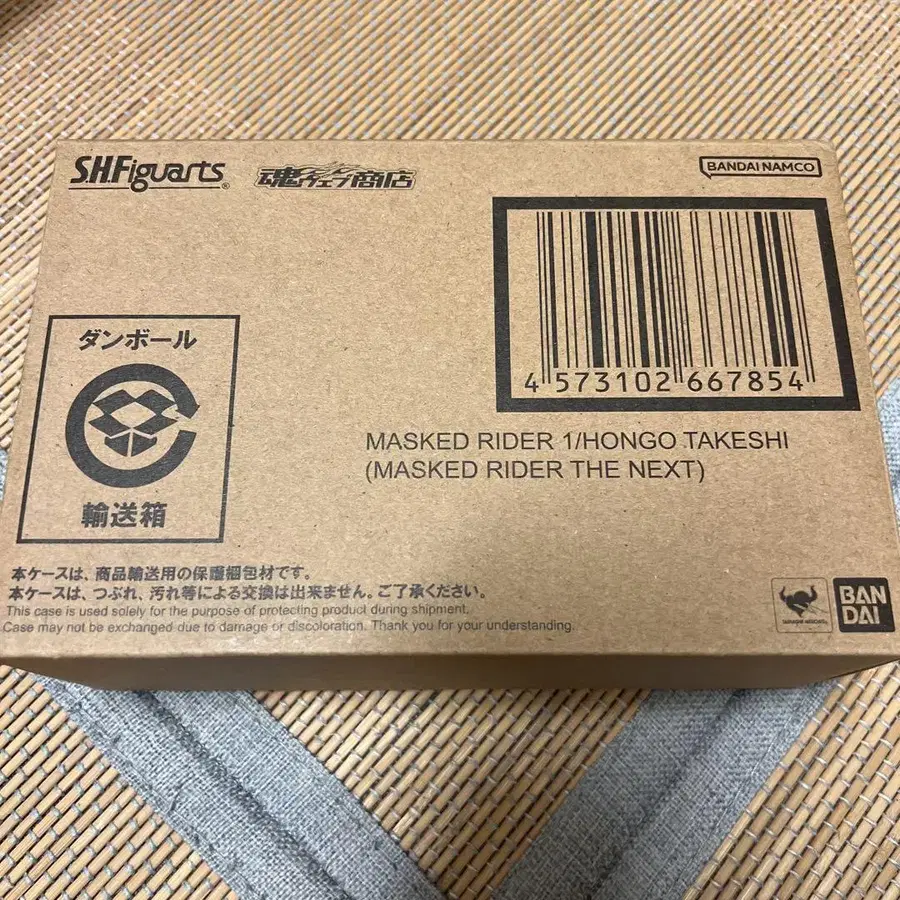 S.H.Figuarts®
魂ウェブ商店
BANDAI NAMCO
4 573102 667854
ダンボール
輸送箱
MASKED RIDER 1/HONGO TAKESHI
(MASKED RIDER THE NEXT)
本ケースは、商品輸送用の保護梱包材です。
本ケースは、つぶれ、汚れ等による交換は出来ません。ご了承ください。
This case is used solely for the purpose of protecting product during shipment.
Case may not be exchanged due to damage or discoloration. Thank you for your understanding.
BAN
DAI